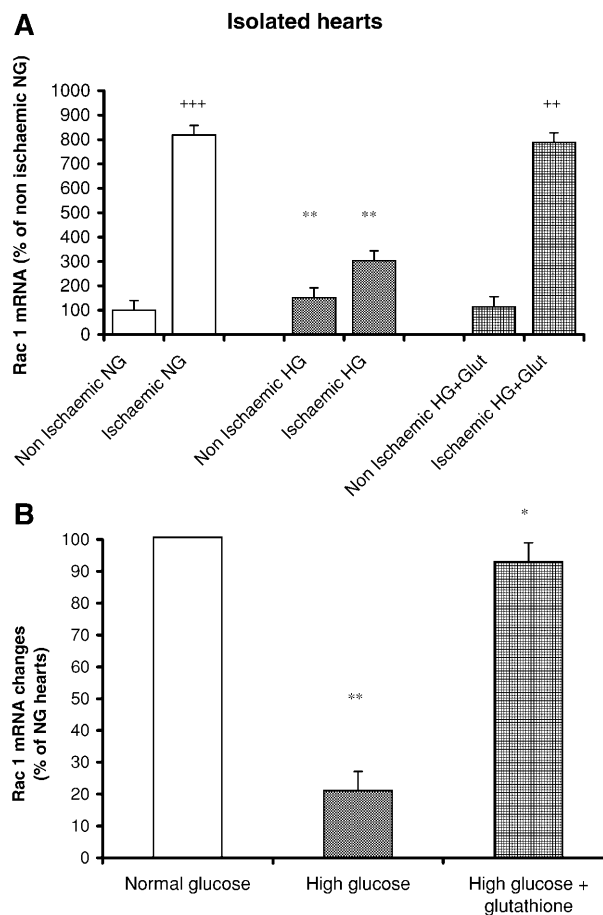 A
Isolated hearts
Rac 1 mRNA (% of non ischaemic NG)
1000
900
800
700
600
500
400
300
200
100
0
+++
**
**
++
Non Ischaemic NG
Ischaemic NG
Non Ischaemic HG
Ischaemic HG
Non Ischaemic HG+Glut
Ischaemic HG+Glut
B
Rac 1 mRNA changes
(% of NG hearts)
100
90
80
70
60
50
40
30
20
10
0
**
*
Normal glucose
High glucose
High glucose +
glutathione